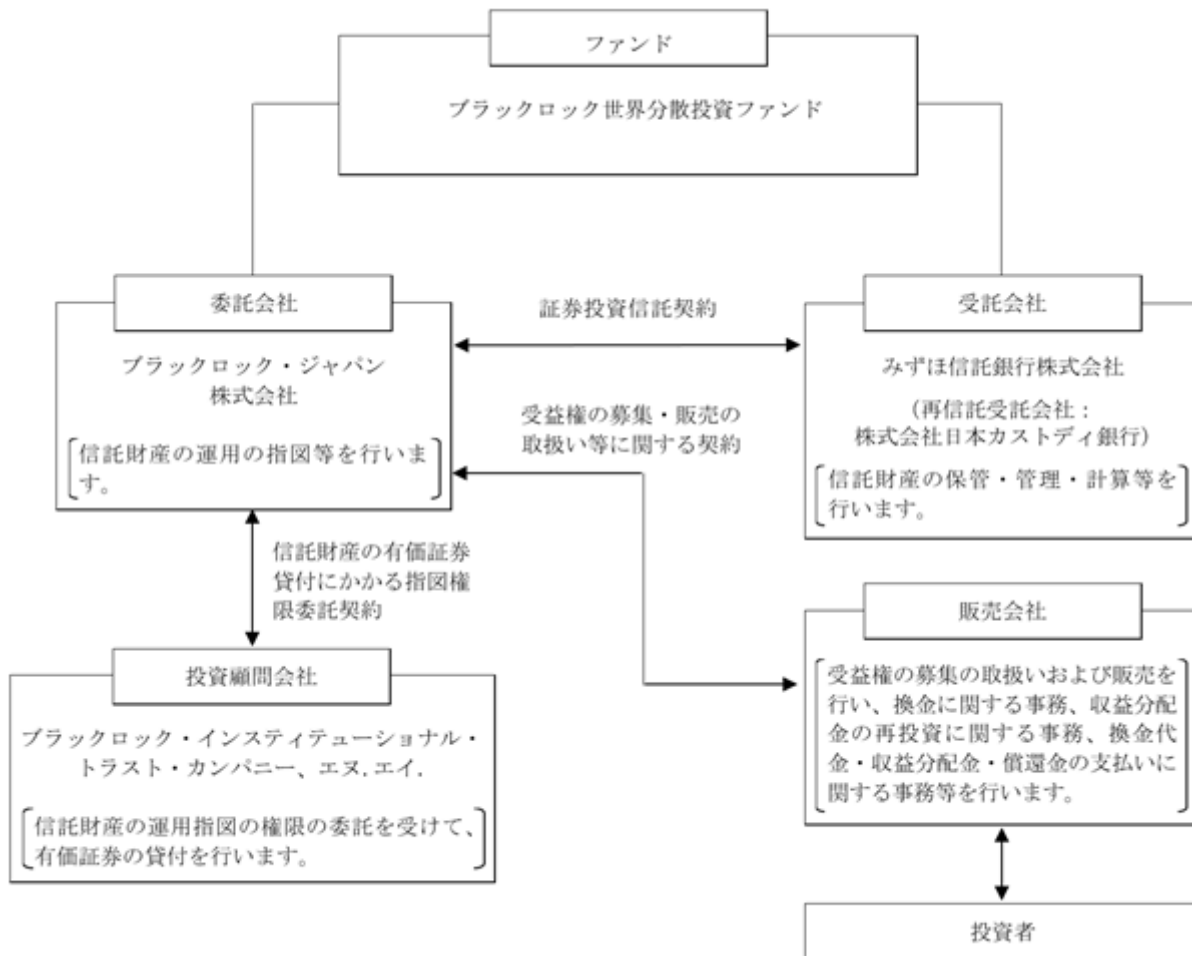 ファンド
ブラックロック世界分散投資ファンド
委託会社
ブラックロック・ジャパン
株式会社
信託財産の運用の指図等を行いま
す。
証券投資信託契約
受益権の募集・販売の
取扱い等に関する契約
受託会社
みずほ信託銀行株式会社
(再信託受託会社:
株式会社日本カストディ銀行)
信託財産の保管・管理・計算等を
行います。
信託財産の有価証券
貸付にかかる指図権
限委託契約
投資顧問会社
ブラックロック・インスティテューショナル・
トラスト・カンパニー、エヌ.エイ.
信託財産の運用指図の権限の委託を受けて、
有価証券の貸付を行います。
販売会社
受益権の募集の取扱いおよび販売を
行い、換金に関する事務、収益分配
金の再投資に関する事務、換金代
金・収益分配金・償還金の支払いに
関する事務等を行います。
投資者